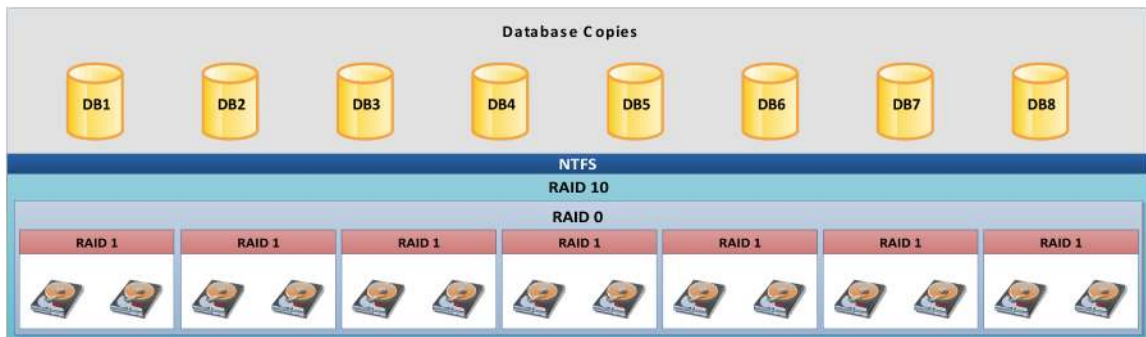 Database Copies
DB1 DB2 DB3 DB4 DB5 DB6 DB7 DB8
NTFS
RAID 10
RAID 0
RAID 1 RAID 1 RAID 1 RAID 1 RAID 1 RAID 1 RAID 1